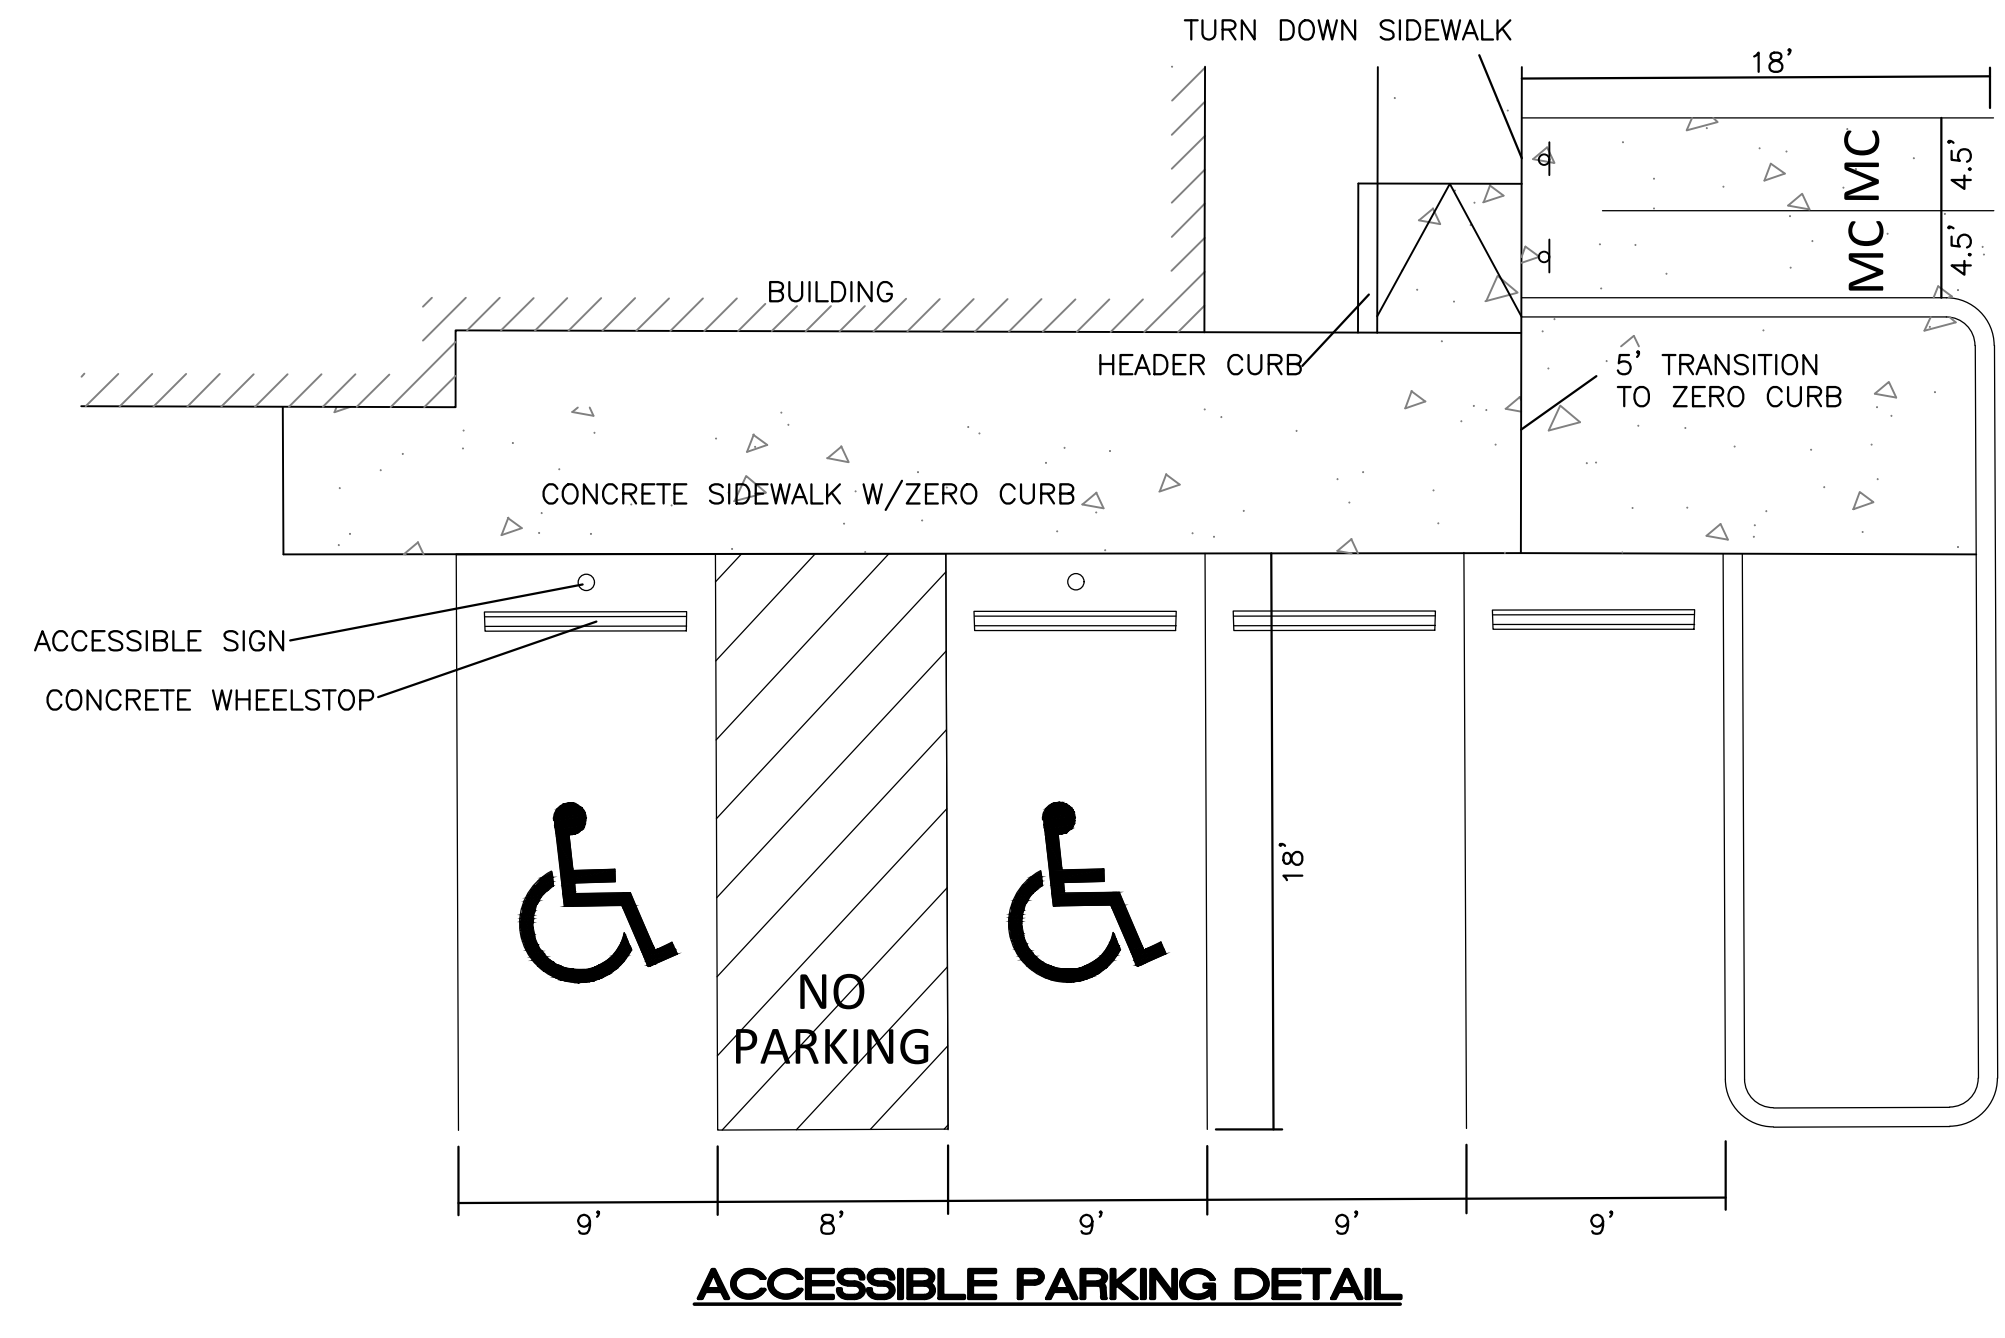 TURN DOWN SIDEWALK
18'
MC
4.5'
MC
4.5'
BUILDING
HEADER CURB
5' TRANSITION
TO ZERO CURB
CONCRETE SIDEWALK W/ZERO CURB
ACCESSIBLE SIGN
CONCRETE WHEELSTOP
18'
NO
PARKING
9'
8'
9'
9'
9'
ACCESSIBLE PARKING DETAIL